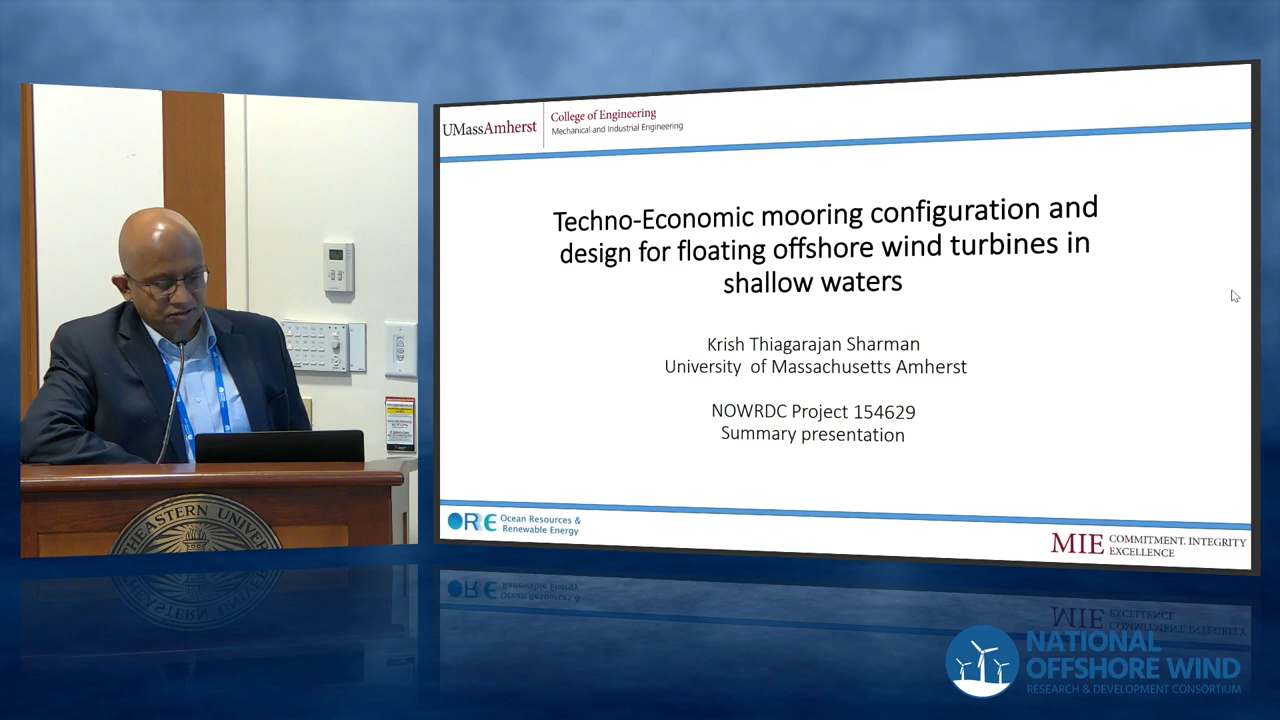 UMassAmherst
College of Engineering
Mechanical and Industrial Engineering
Techno-Economic mooring configuration and
design for floating offshore wind turbines in
shallow waters
Krish Thiagarajan Sharman
University of Massachusetts Amherst
NOWRDC Project 154629
Summary presentation
ORE Ocean Resources &
Renewable Energy
MIE COMMITMENT. INTEGRITY
EXCELLENCE
EASTERN UNIVER
NATIONAL
OFFSHORE WIND
RESEARCH & DEVELOPMENT CONSORTIUM